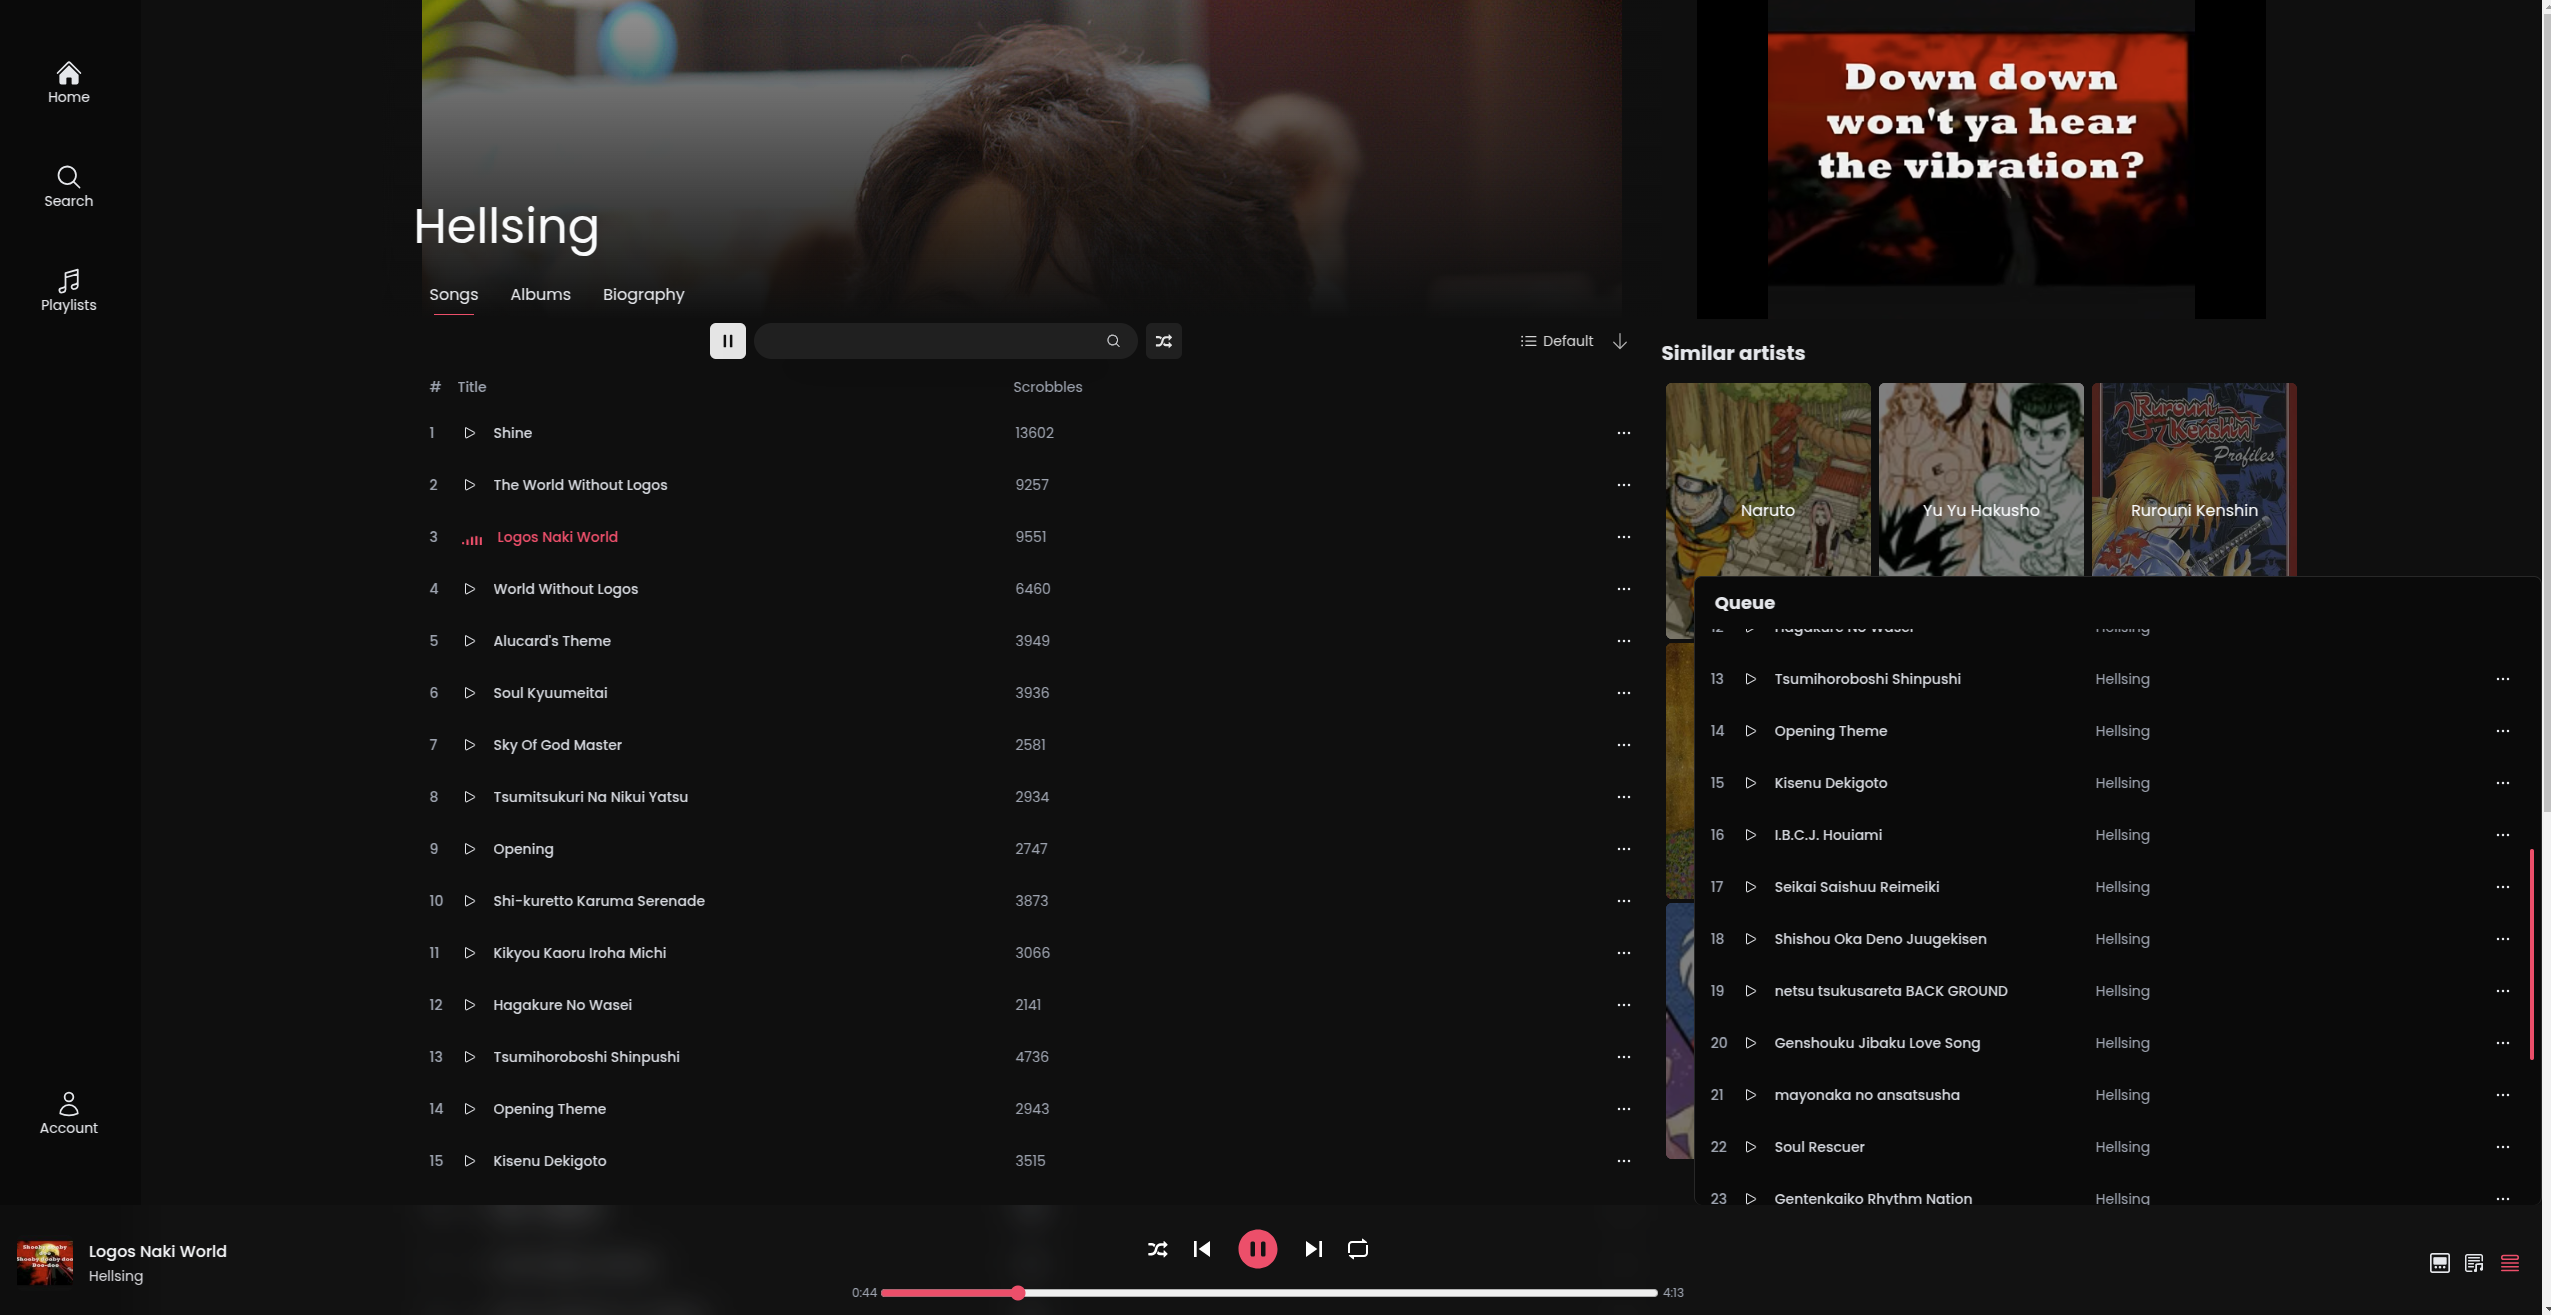 Home
Search
Playlists
Account
Hellsing
Songs Albums Biography
Default
# Title Scrobbles
1 Shine 13602
2 The World Without Logos 9257
3 Logos Naki World 9551
4 World Without Logos 6460
5 Alucard's Theme 3949
6 Soul Kyuumeitai 3936
7 Sky Of God Master 2581
8 Tsumitsukuri Na Nikui Yatsu 2934
9 Opening 2747
10 Shi-kuretto Karuma Serenade 3873
11 Kikyou Kaoru Iroha Michi 3066
12 Hagakure No Wasei 2141
13 Tsumihoroboshi Shinpushi 4736
14 Opening Theme 2943
15 Kisenu Dekigoto 3515
Down down
won't ya hear
the vibration?
Similar artists
Rurouni
Kenshin
Profiles
Naruto Yu Yu Hakusho Rurouni Kenshin
Queue
12 Hagakure No Wasei Hellsing
13 Tsumihoroboshi Shinpushi Hellsing
14 Opening Theme Hellsing
15 Kisenu Dekigoto Hellsing
16 I.B.C.J. Houiami Hellsing
17 Seikai Saishuu Reimeiki Hellsing
18 Shishou Oka Deno Juugekisen Hellsing
19 netsu tsukusareta BACK GROUND Hellsing
20 Genshouku Jibaku Love Song Hellsing
21 mayonaka no ansatsusha Hellsing
22 Soul Rescuer Hellsing
23 Gentenkaiko Rhythm Nation Hellsing
Logos Naki World
Hellsing
0:44 4:13